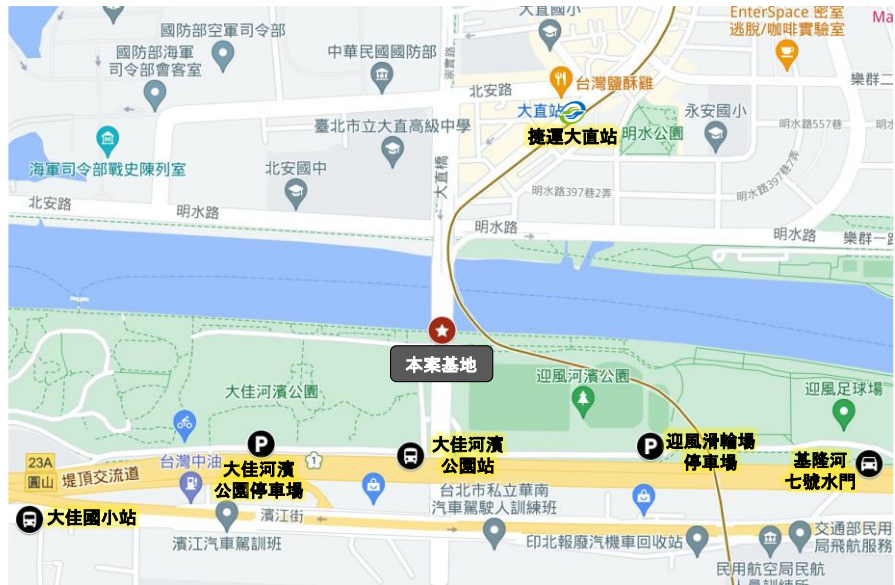 國防部空軍司令部
大直國小
EnterSpace 密室
逃脫/咖啡實驗室
Ma
國防部海軍
司令部會客室
中華民國國防部
崇實路
北安路
台灣鹽酥雞
樂群二
大直站
捷運大直站
臺北市立大直高級中學
明水公園
永安國小
明水路557巷
海軍司令部戰史陳列室
北安國中
大直橋
明水路397巷2弄
明水路397巷7弄
北安路
明水路
明水路
明水路
樂群一路
本案基地
大佳河濱公園
迎風河濱公園
迎風足球場
23A
圓山
堤頂交流道
台灣中油
P
大佳河濱
公園停車場
1
大佳河濱
公園站
P
迎風滑輪場
停車場
基隆河
七號水門
大佳國小站
濱江街
濱江汽車駕訓班
台北市私立華南
汽車駕駛人訓練班
印北報廢汽機車回收站
交通部民用
局飛航服務
民用航空局民航